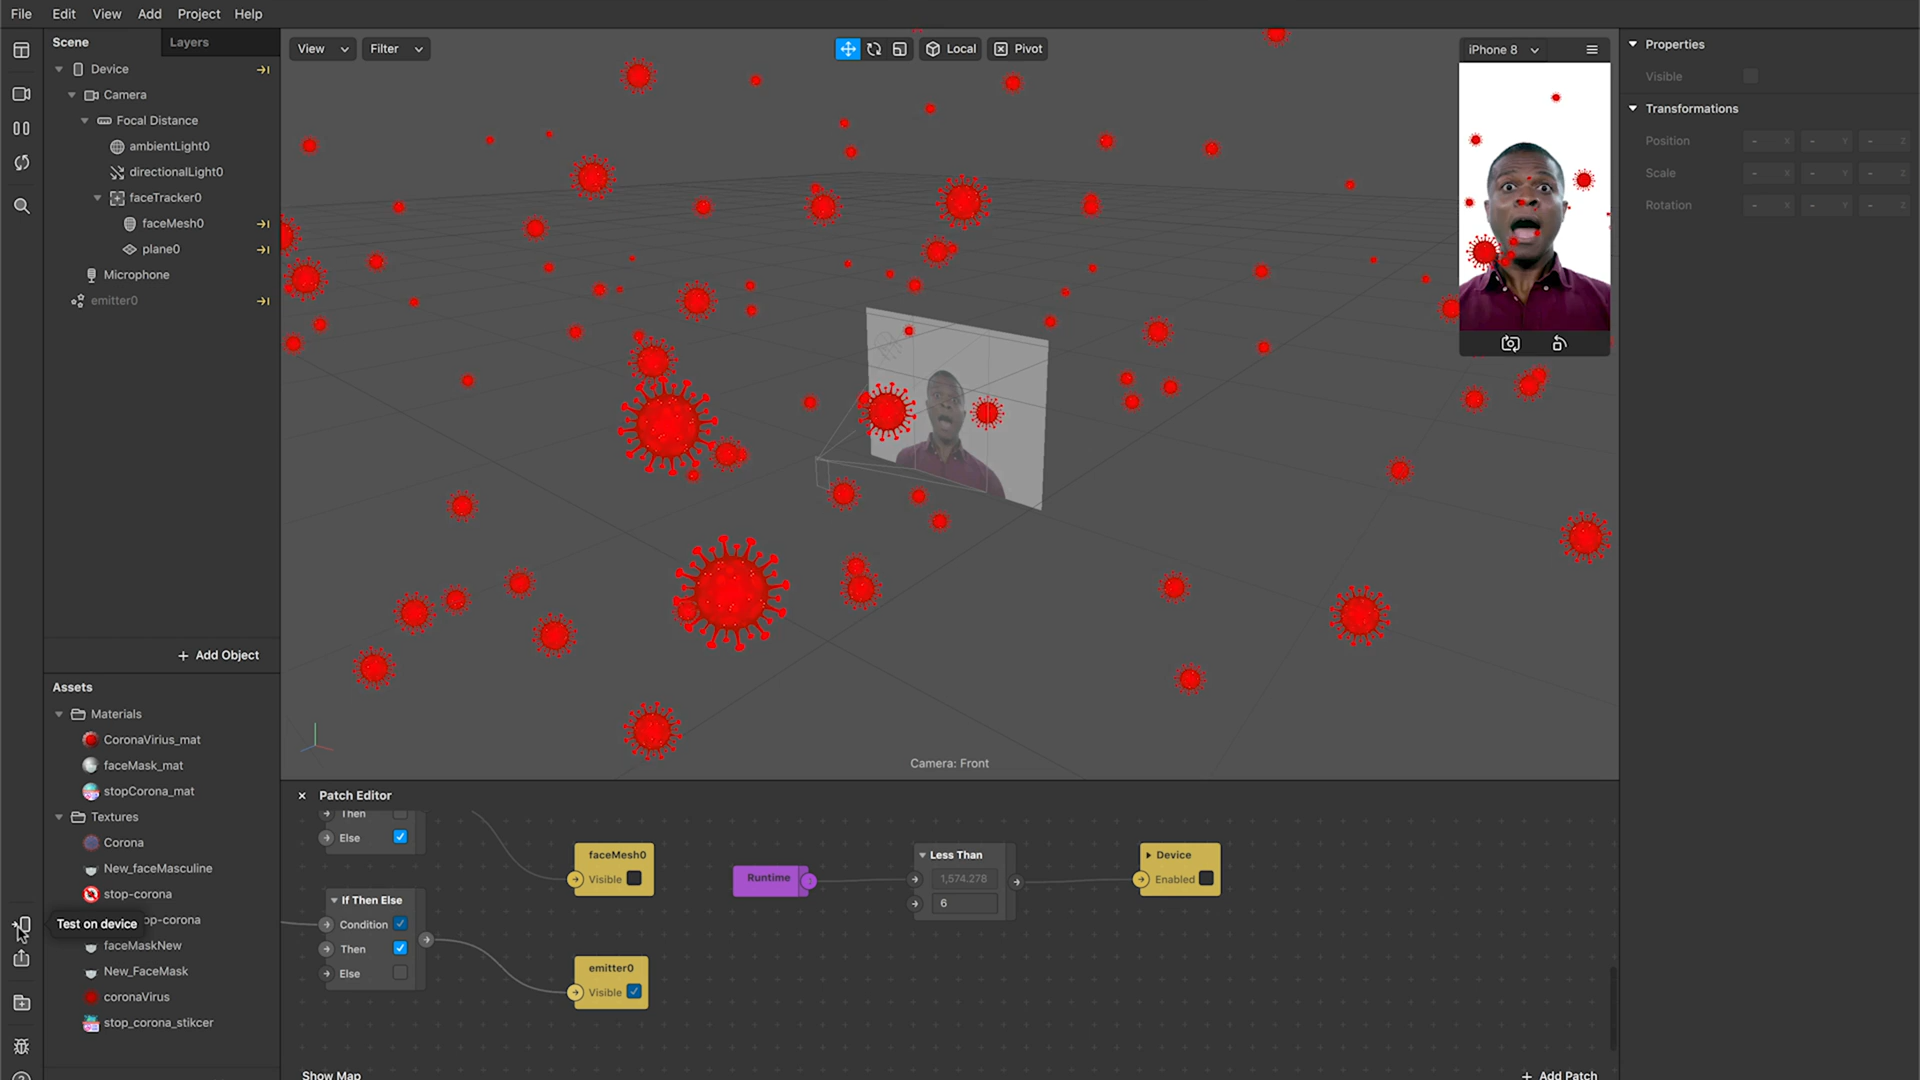 File Edit View Add Project Help
Scene Layers
Device
Camera
Focal Distance
ambientLight0
directionalLight0
faceTracker0
faceMesh0
plane0
Microphone
emitter0
+ Add Object
Assets
Materials
CoronaVirius_mat
faceMask_mat
stopCorona_mat
Textures
Corona
New_faceMasculine
stop-corona
op-corona
Test on device
faceMaskNew
New_FaceMask
coronaVirus
stop_corona_stikcer
View Filter Local Pivot
iPhone 8
Camera: Front
Patch Editor
Then
Else
If Then Else
Condition
Then
Else
faceMesh0
Visible
emitter0
Visible
Runtime
Less Than
1,574.278
6
Device
Enabled
Show Map
+ Add Patch
Properties
Visible
Transformations
Position - X - Y - Z
Scale - X - Y - Z
Rotation - X - Y - Z